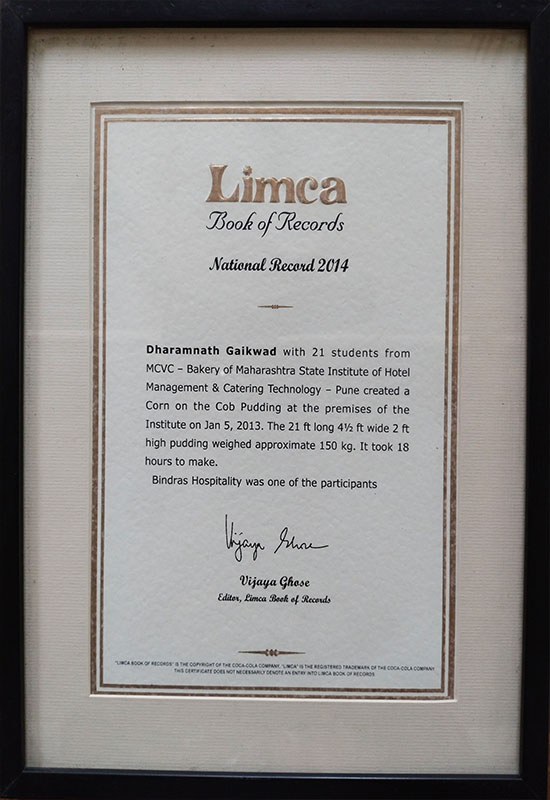 Limca
Book of Records
National Record 2014
Dharamnath Gaikwad with 21 students from
MCVC – Bakery of Maharashtra State Institute of Hotel
Management & Catering Technology – Pune created a
Corn on the Cob Pudding at the premises of the
Institute on Jan 5, 2013. The 21 ft long 4½ ft wide 2 ft
high pudding weighed approximate 150 kg. It took 18
hours to make.
Bindras Hospitality was one of the participants
Vijaya Ghose
Vijaya Ghose
Editor, Limca Book of Records
"LIMCA BOOK OF RECORDS" IS THE COPYRIGHT OF THE COCA-COLA COMPANY. "LIMCA" IS THE REGISTERED TRADEMARK OF THE COCA-COLA COMPANY
THIS CERTIFICATE DOES NOT NECESSARILY DENOTE AN ENTRY INTO LIMCA BOOK OF RECORDS